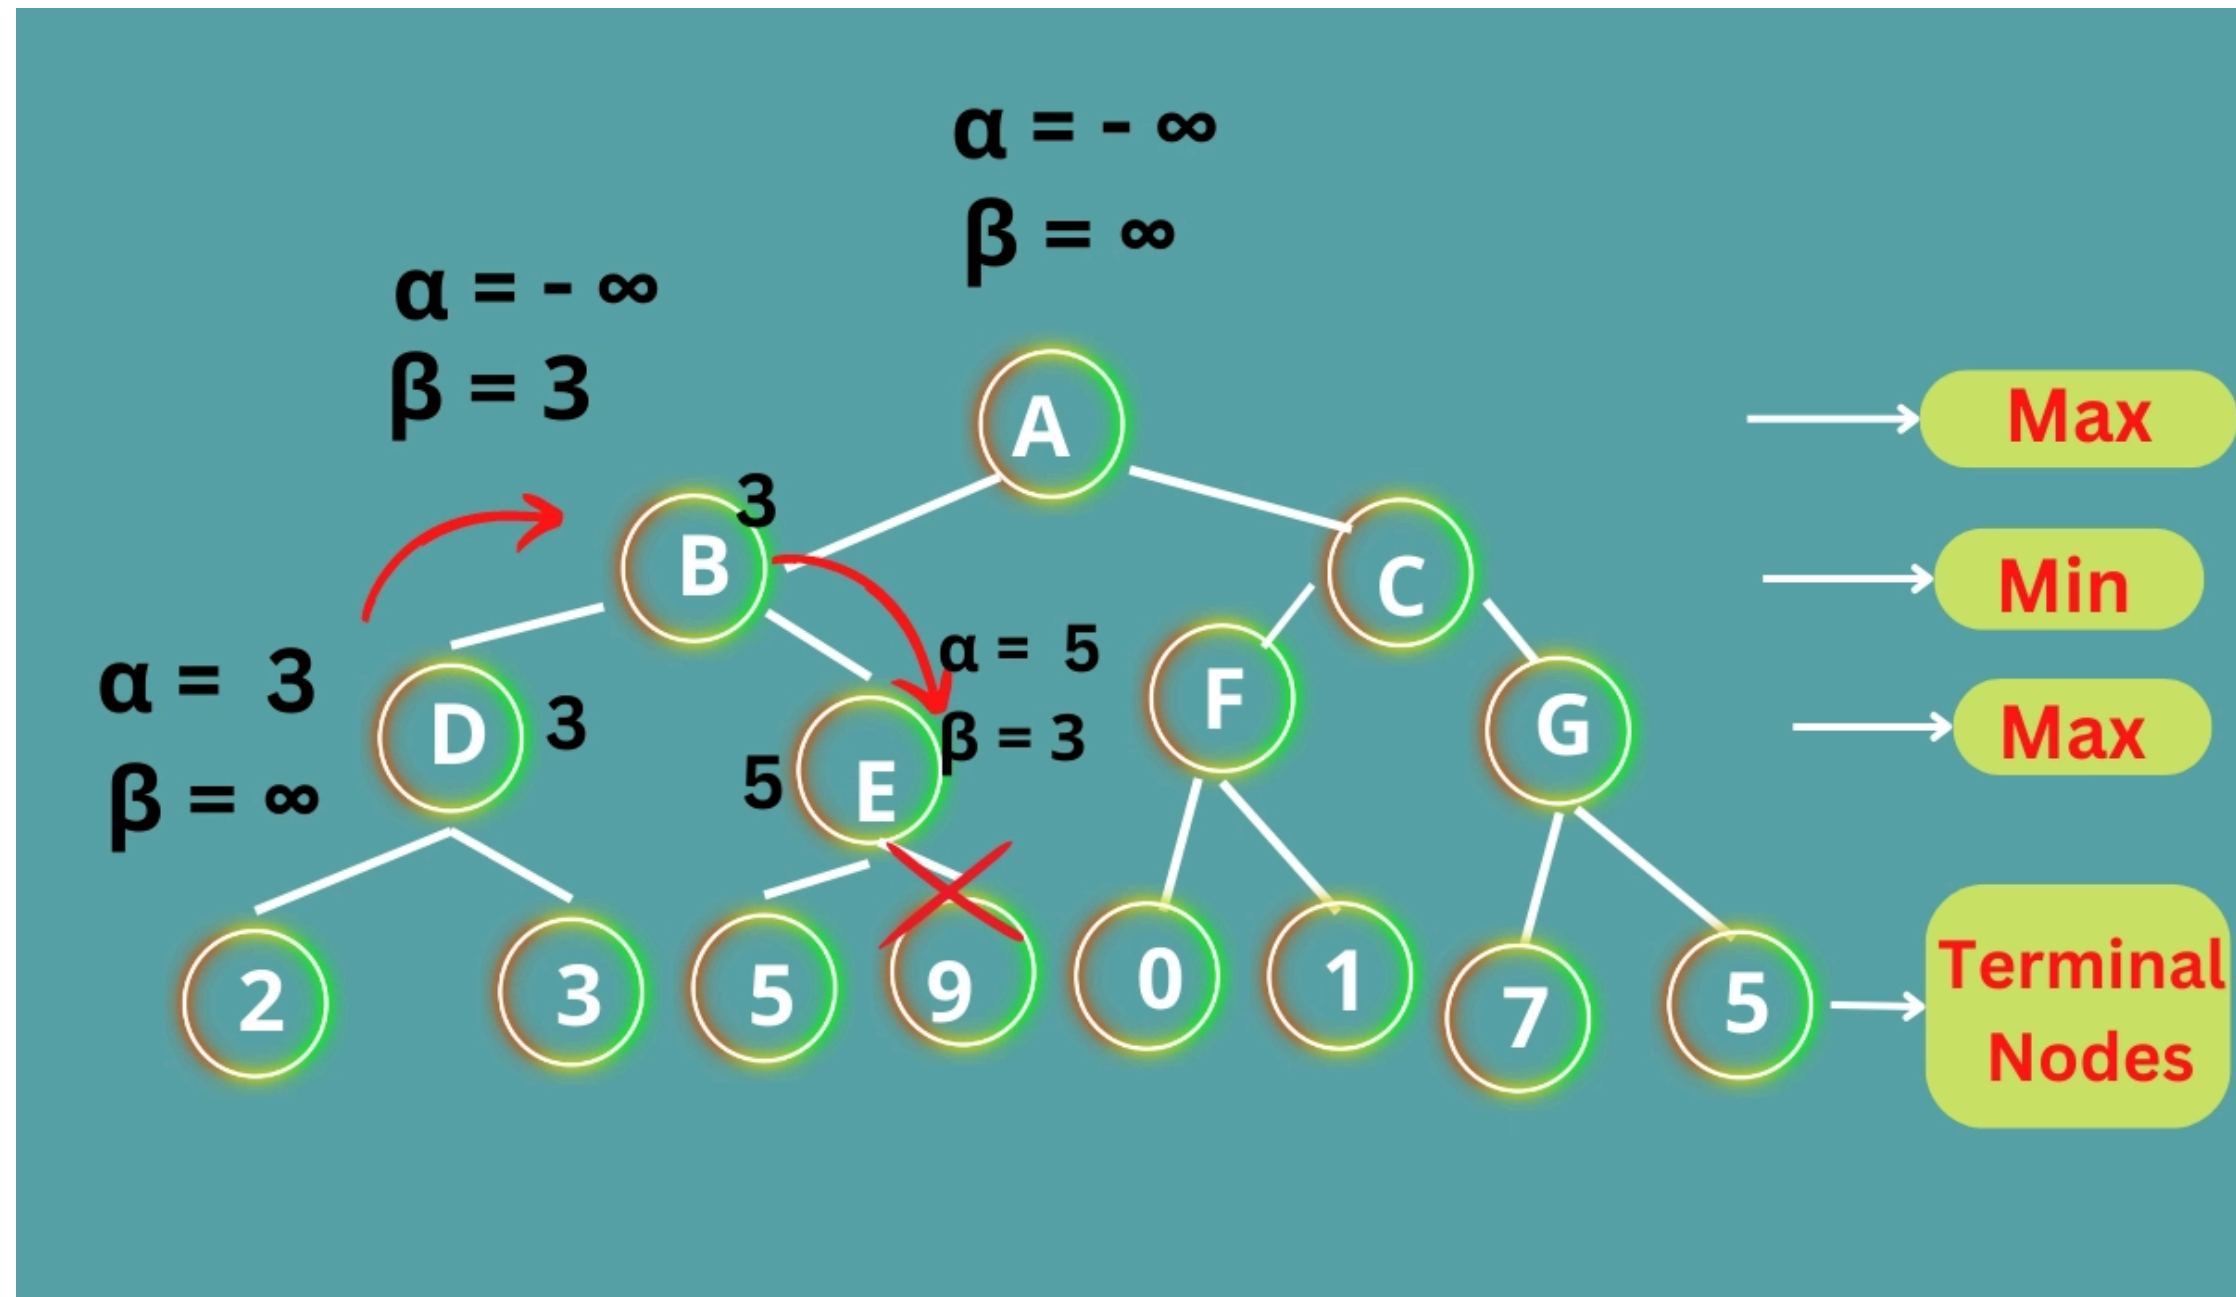 α = - ∞
β = ∞
α = - ∞
β = 3
A
Max
3
B
C
Min
α = 3
β = ∞
D
3
α = 5
β = 3
5
E
F
G
Max
2
3
5
9
0
1
7
5
Terminal
Nodes